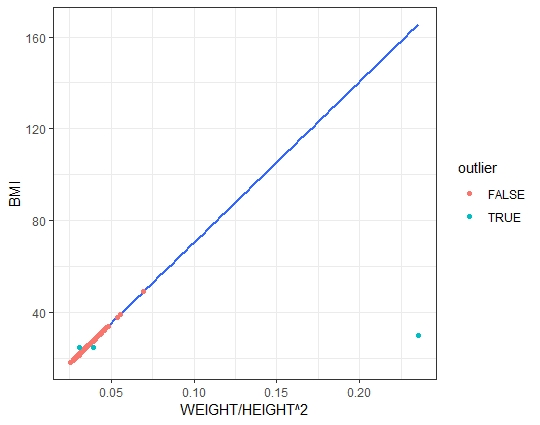 160
120
80
40
BMI
0.05 0.10 0.15 0.20
WEIGHT/HEIGHT^2
outlier
FALSE
TRUE